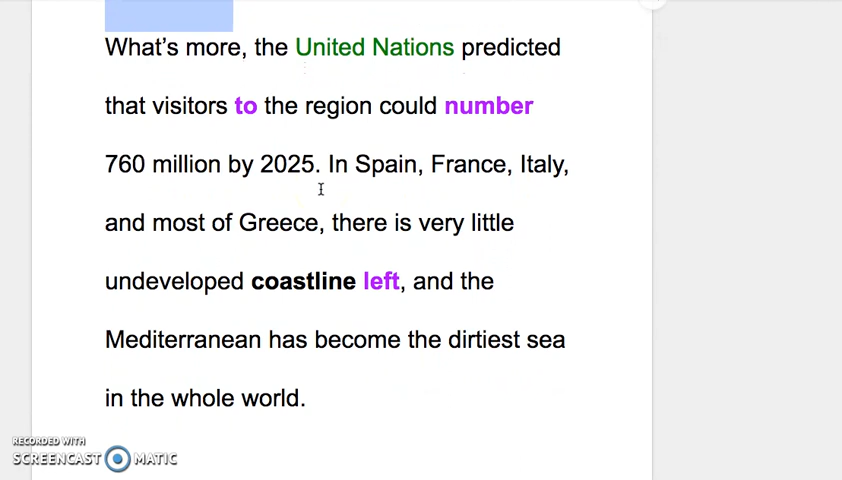 What’s more, the United Nations predicted
that visitors to the region could number
760 million by 2025. In Spain, France, Italy,
and most of Greece, there is very little
undeveloped coastline left, and the
Mediterranean has become the dirtiest sea
in the whole world.
RECORDED WITH
SCREENCAST MATIC